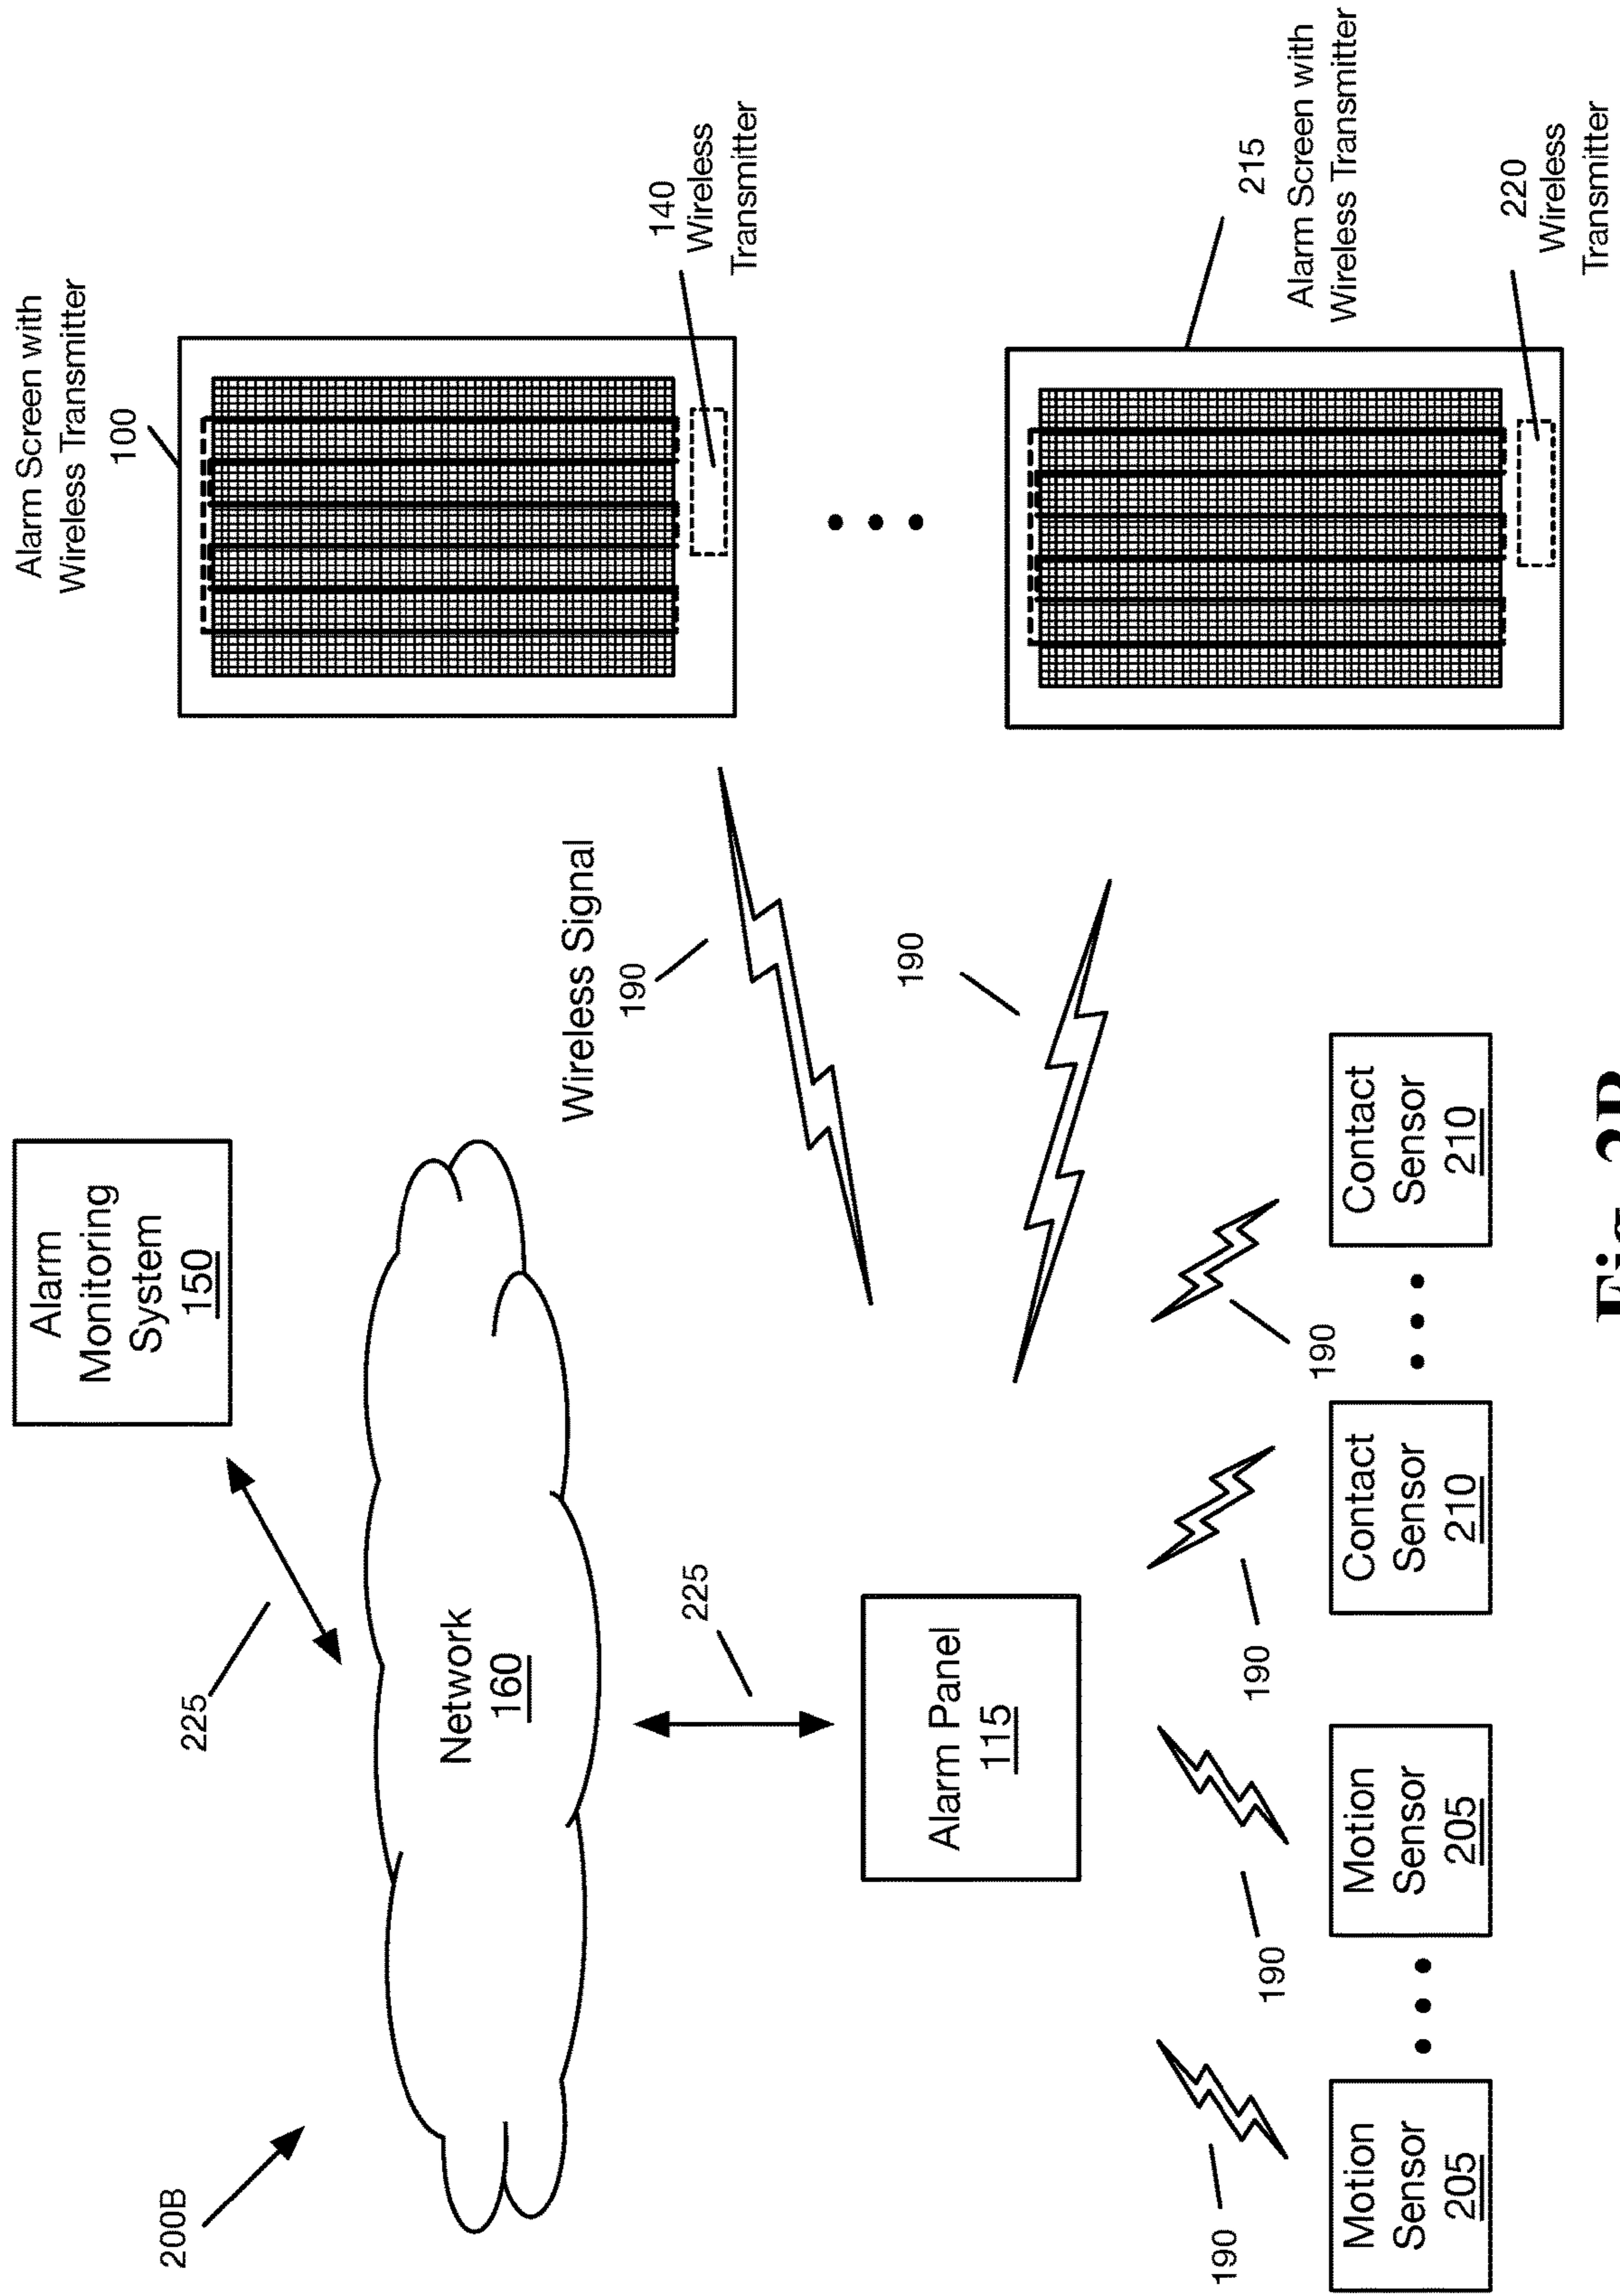 200B
225
Alarm
Monitoring
System
150
Alarm Screen with
Wireless Transmitter
100
Network
160
225
Wireless Signal
190
140
Wireless
Transmitter
Alarm Panel
115
190
190
190
190
190
Motion
Sensor
205
Motion
Sensor
205
Contact
Sensor
210
Contact
Sensor
210
215
Alarm Screen with
Wireless Transmitter
220
Wireless
Transmitter